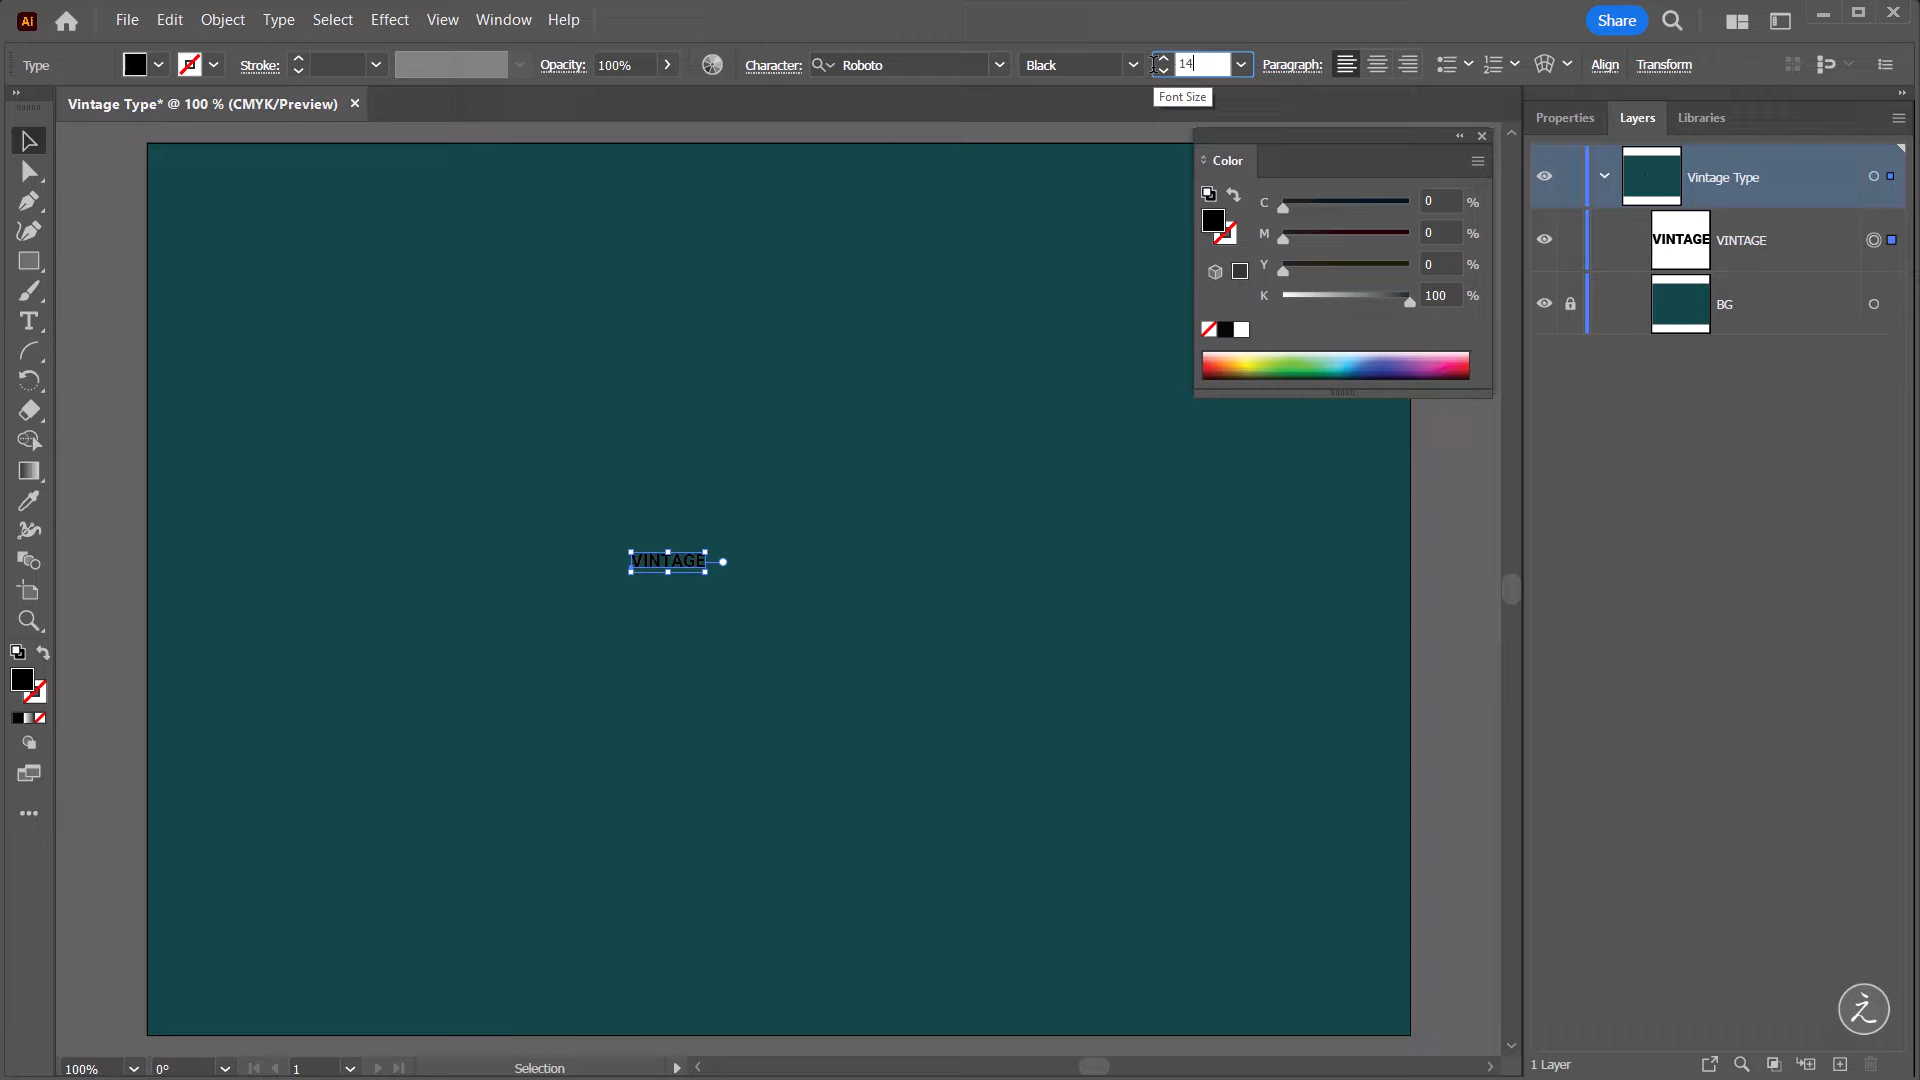 Ai File Edit Object Type Select Effect View Window Help Share
Type Stroke: Opacity: 100% Character: Roboto Black 14 Paragraph: Align Transform
Font Size
Vintage Type* @ 100 % (CMYK/Preview)
Properties Layers Libraries
Color
C 0 %
M 0 %
Y 0 %
K 100 %
Vintage Type
VINTAGE VINTAGE
BG
VINTAGE
之
100% 0° 1 Selection
1 Layer